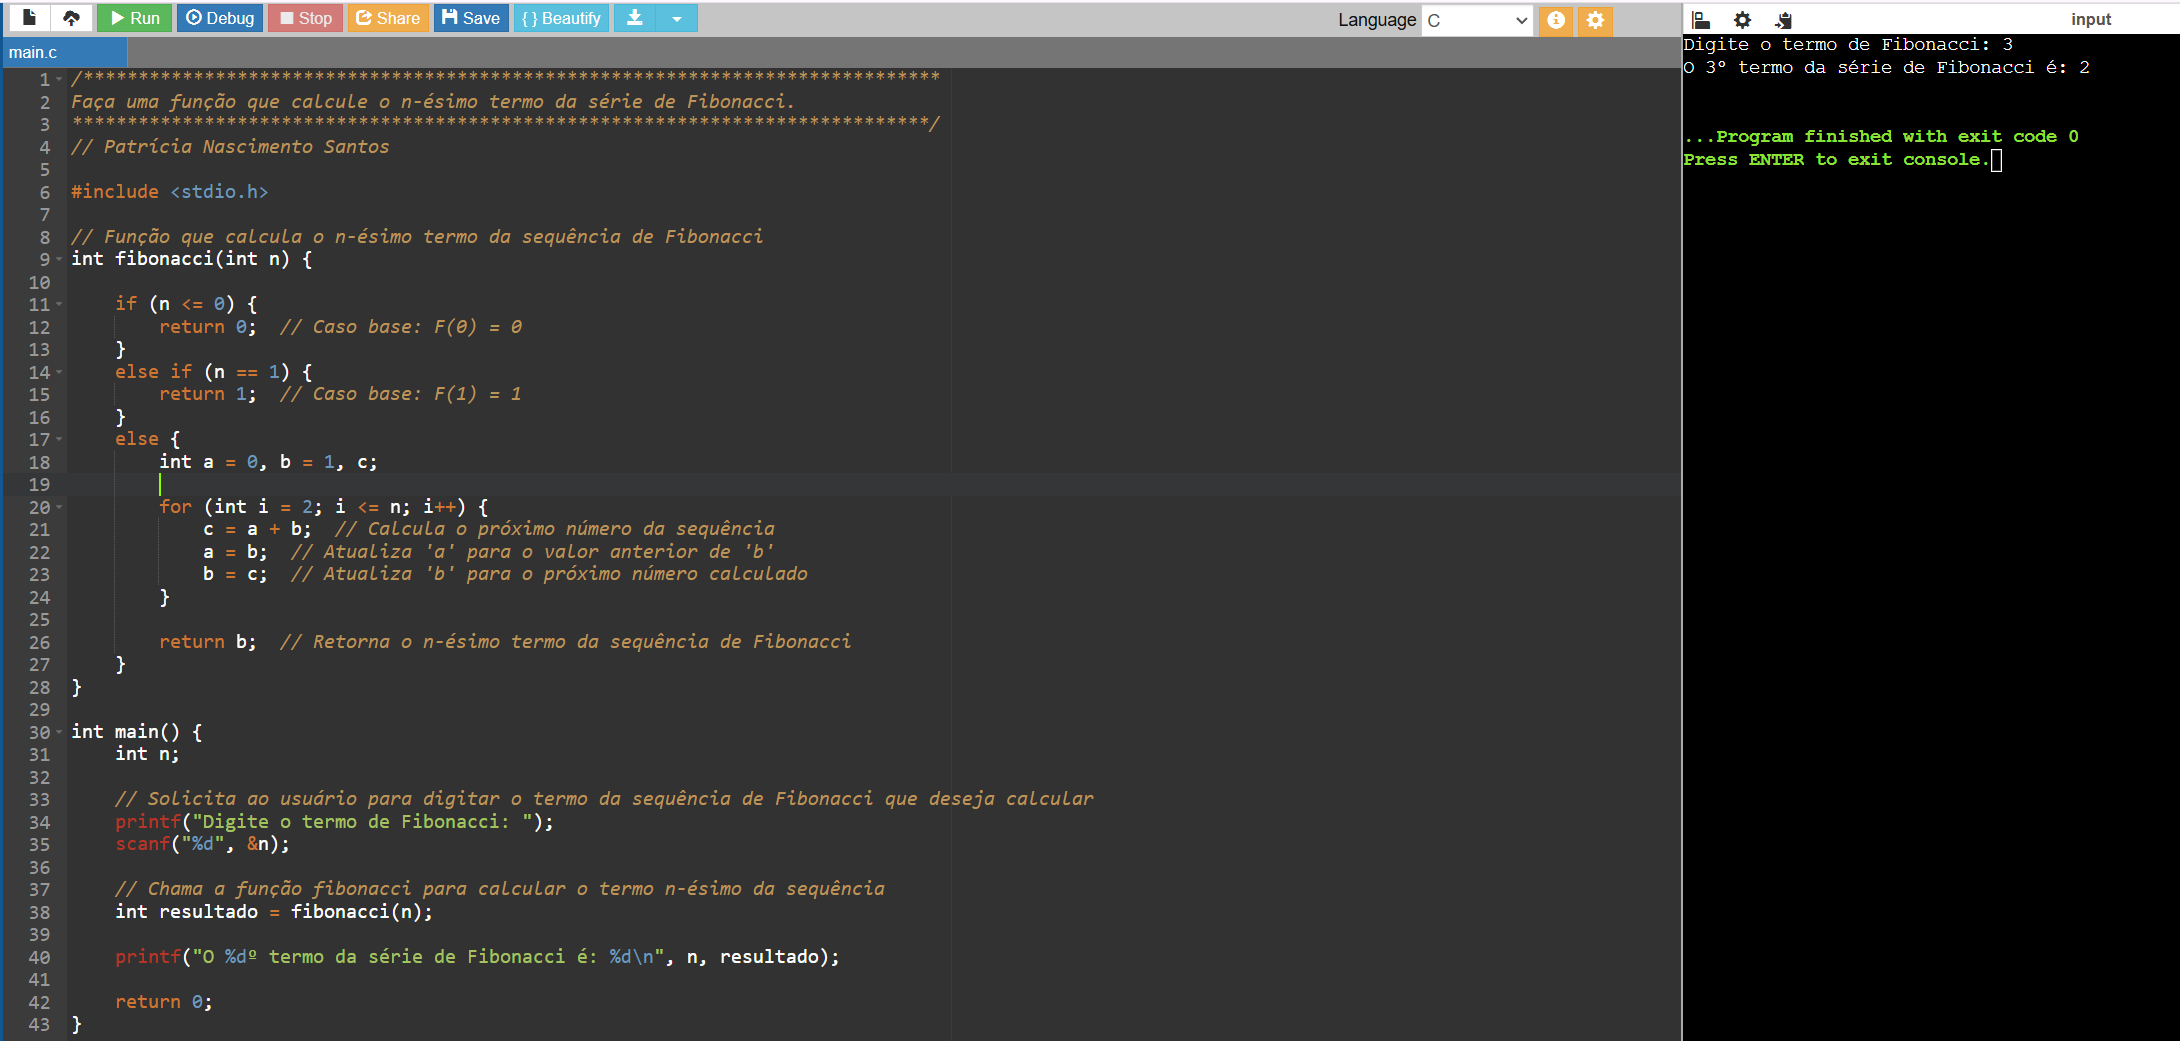 Run Debug Stop Share Save { } Beautify Language C
input
main.c
1 /******************************************************************************
2 Faça uma função que calcule o n-ésimo termo da série de Fibonacci.
3 ******************************************************************************/
4 // Patrícia Nascimento Santos
5
6 #include <stdio.h>
7
8 // Função que calcula o n-ésimo termo da sequência de Fibonacci
9 int fibonacci(int n) {
10
11     if (n <= 0) {
12         return 0;  // Caso base: F(0) = 0
13     }
14     else if (n == 1) {
15         return 1;  // Caso base: F(1) = 1
16     }
17     else {
18         int a = 0, b = 1, c;
19
20         for (int i = 2; i <= n; i++) {
21             c = a + b;  // Calcula o próximo número da sequência
22             a = b;  // Atualiza 'a' para o valor anterior de 'b'
23             b = c;  // Atualiza 'b' para o próximo número calculado
24         }
25
26         return b;  // Retorna o n-ésimo termo da sequência de Fibonacci
27     }
28 }
29
30 int main() {
31     int n;
32
33     // Solicita ao usuário para digitar o termo da sequência de Fibonacci que deseja calcular
34     printf("Digite o termo de Fibonacci: ");
35     scanf("%d", &n);
36
37     // Chama a função fibonacci para calcular o termo n-ésimo da sequência
38     int resultado = fibonacci(n);
39
40     printf("O %dº termo da série de Fibonacci é: %d\n", n, resultado);
41
42     return 0;
43 }
Digite o termo de Fibonacci: 3
O 3º termo da série de Fibonacci é: 2
...Program finished with exit code 0
Press ENTER to exit console.